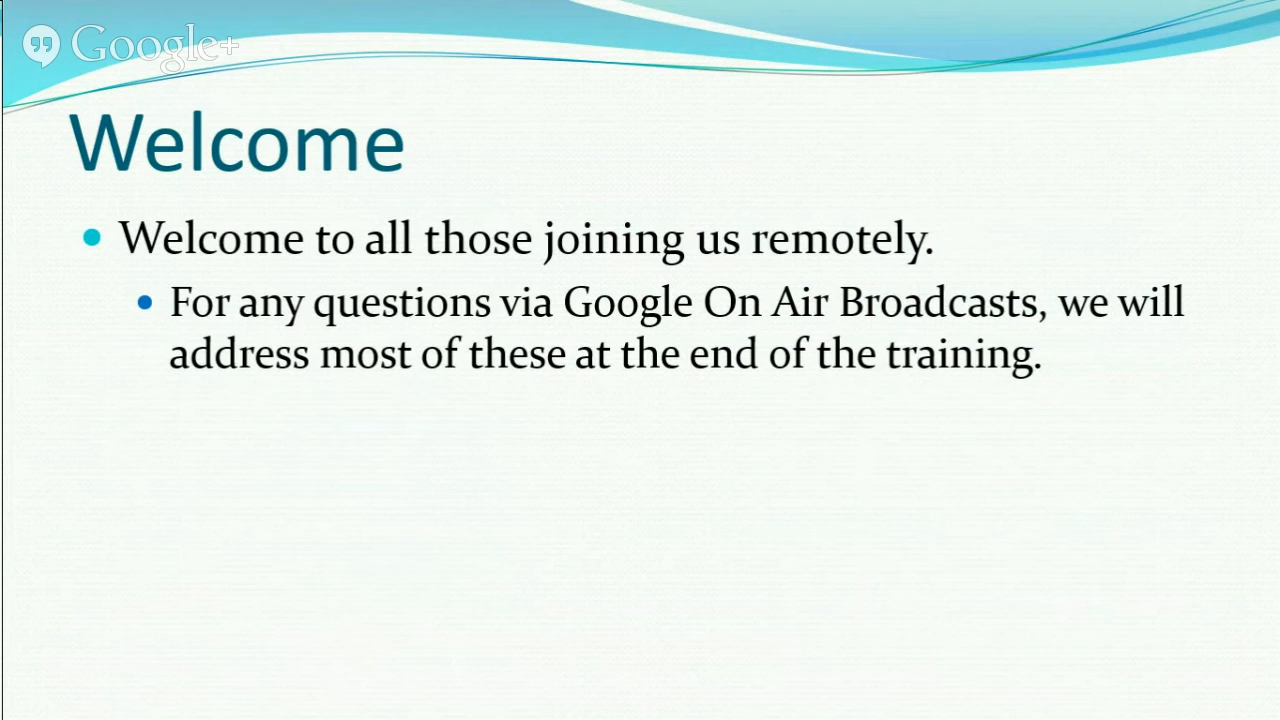 Google+
Welcome
Welcome to all those joining us remotely.
For any questions via Google On Air Broadcasts, we will
address most of these at the end of the training.